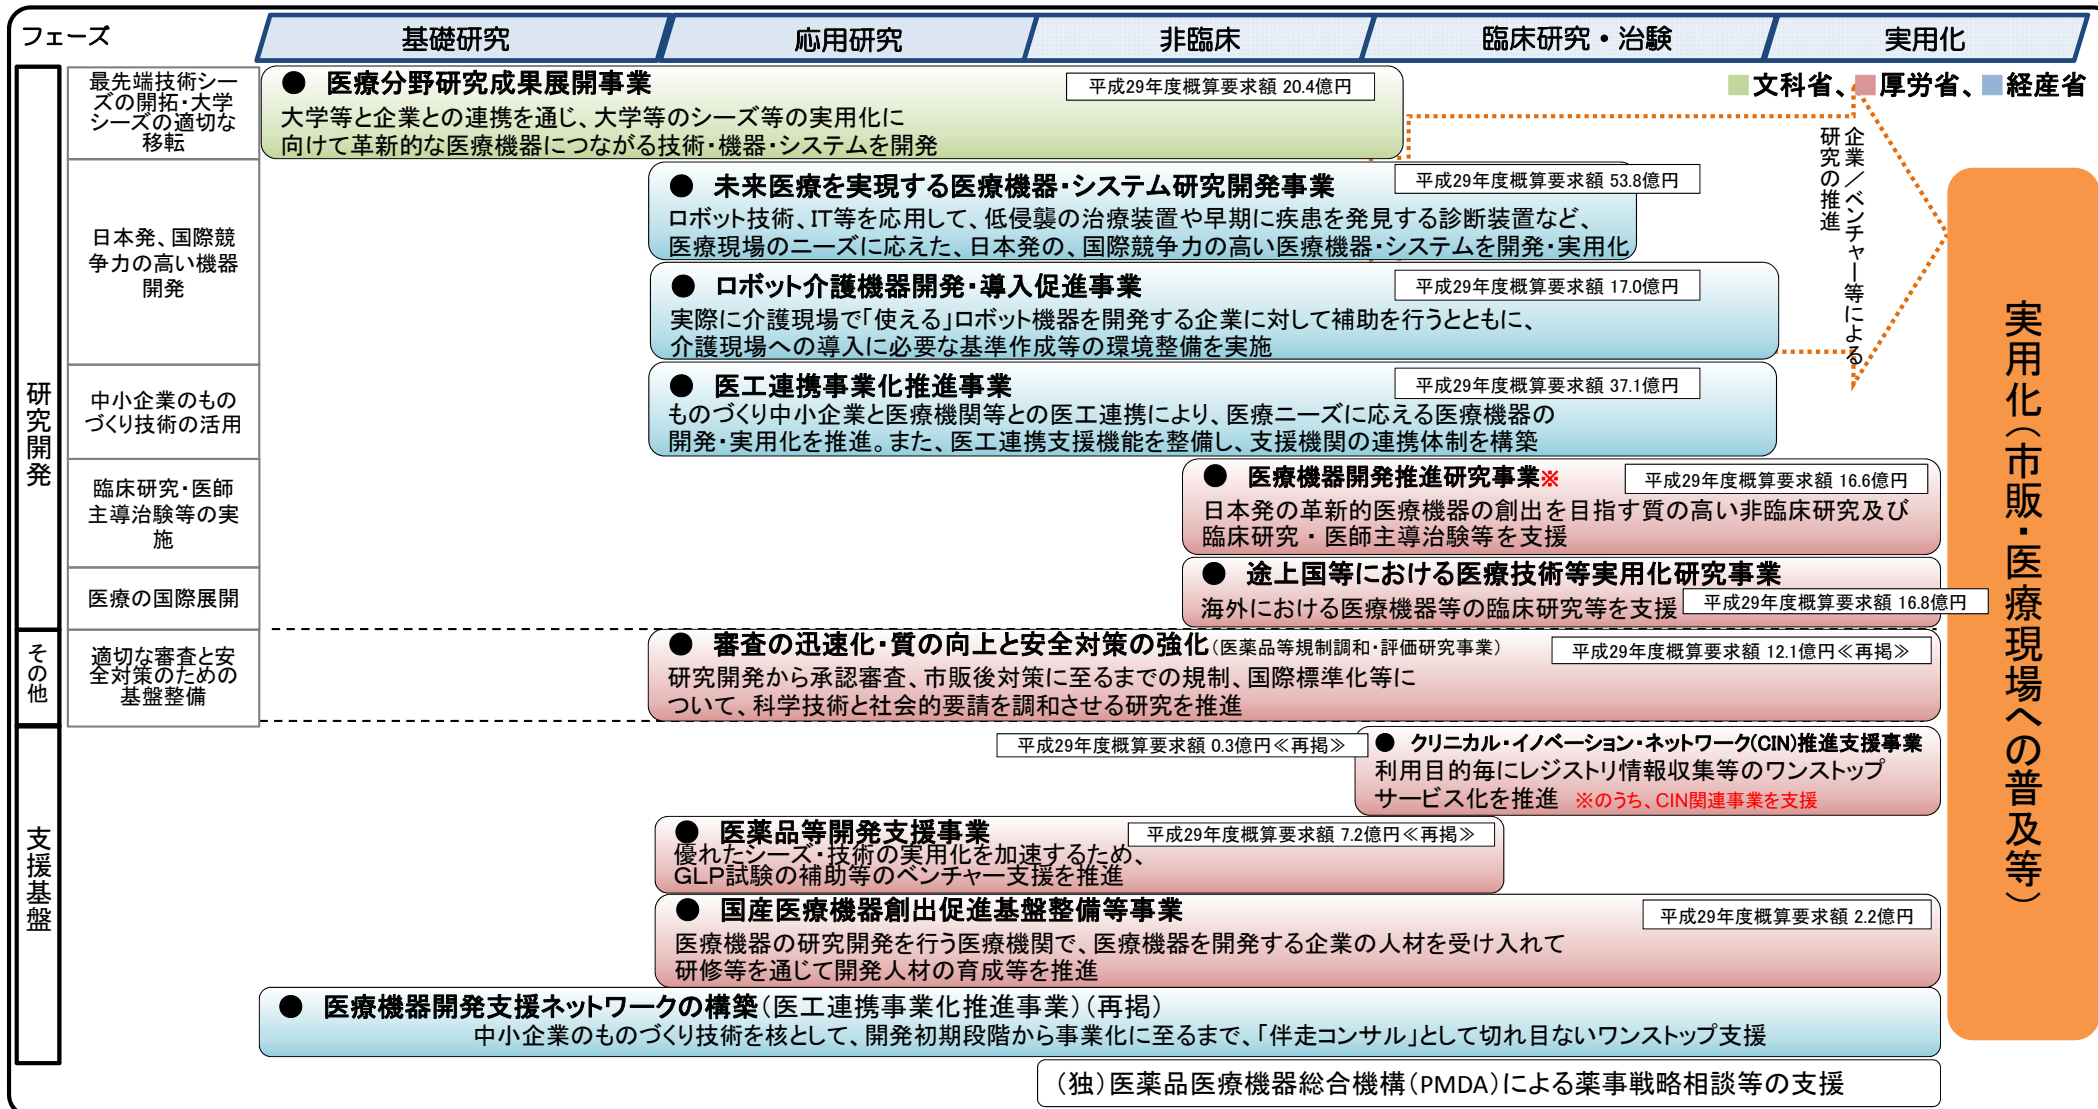 フェーズ
基礎研究
応用研究
非臨床
臨床研究・治験
実用化
■文科省、■厚労省、■経産省
研究開発
最先端技術シー
ズの開拓・大学
シーズの適切な
移転
● 医療分野研究成果展開事業
平成29年度概算要求額 20.4億円
大学等と企業との連携を通じ、大学等のシーズ等の実用化に
向けて革新的な医療機器につながる技術・機器・システムを開発
企業/ベンチャー等による
研究の推進
日本発、国際競
争力の高い機器
開発
● 未来医療を実現する医療機器・システム研究開発事業
平成29年度概算要求額 53.8億円
ロボット技術、IT等を応用して、低侵襲の治療装置や早期に疾患を発見する診断装置など、
医療現場のニーズに応えた、日本発の、国際競争力の高い医療機器・システムを開発・実用化
● ロボット介護機器開発・導入促進事業
平成29年度概算要求額 17.0億円
実際に介護現場で「使える」ロボット機器を開発する企業に対して補助を行うとともに、
介護現場への導入に必要な基準作成等の環境整備を実施
中小企業のもの
づくり技術の活用
● 医工連携事業化推進事業
平成29年度概算要求額 37.1億円
ものづくり中小企業と医療機関等との医工連携により、医療ニーズに応える医療機器の
開発・実用化を推進。また、医工連携支援機能を整備し、支援機関の連携体制を構築
臨床研究・医師
主導治験等の実
施
● 医療機器開発推進研究事業※
平成29年度概算要求額 16.6億円
日本発の革新的医療機器の創出を目指す質の高い非臨床研究及び
臨床研究・医師主導治験等を支援
医療の国際展開
● 途上国等における医療技術等実用化研究事業
海外における医療機器等の臨床研究等を支援
平成29年度概算要求額 16.8億円
その他
適切な審査と安
全対策のための
基盤整備
● 審査の迅速化・質の向上と安全対策の強化(医薬品等規制調和・評価研究事業)
平成29年度概算要求額 12.1億円≪再掲≫
研究開発から承認審査、市販後対策に至るまでの規制、国際標準化等に
ついて、科学技術と社会的要請を調和させる研究を推進
支援基盤
平成29年度概算要求額 0.3億円≪再掲≫
● クリニカル・イノベーション・ネットワーク(CIN)推進支援事業
利用目的毎にレジストリ情報収集等のワンストップ
サービス化を推進 ※のうち、CIN関連事業を支援
● 医薬品等開発支援事業
平成29年度概算要求額 7.2億円≪再掲≫
優れたシーズ・技術の実用化を加速するため、
GLP試験の補助等のベンチャー支援を推進
● 国産医療機器創出促進基盤整備等事業
平成29年度概算要求額 2.2億円
医療機器の研究開発を行う医療機関で、医療機器を開発する企業の人材を受け入れて
研修等を通じて開発人材の育成等を推進
● 医療機器開発支援ネットワークの構築(医工連携事業化推進事業)(再掲)
中小企業のものづくり技術を核として、開発初期段階から事業化に至るまで、「伴走コンサル」として切れ目ないワンストップ支援
(独)医薬品医療機器総合機構(PMDA)による薬事戦略相談等の支援
実用化(市販・医療現場への普及等)